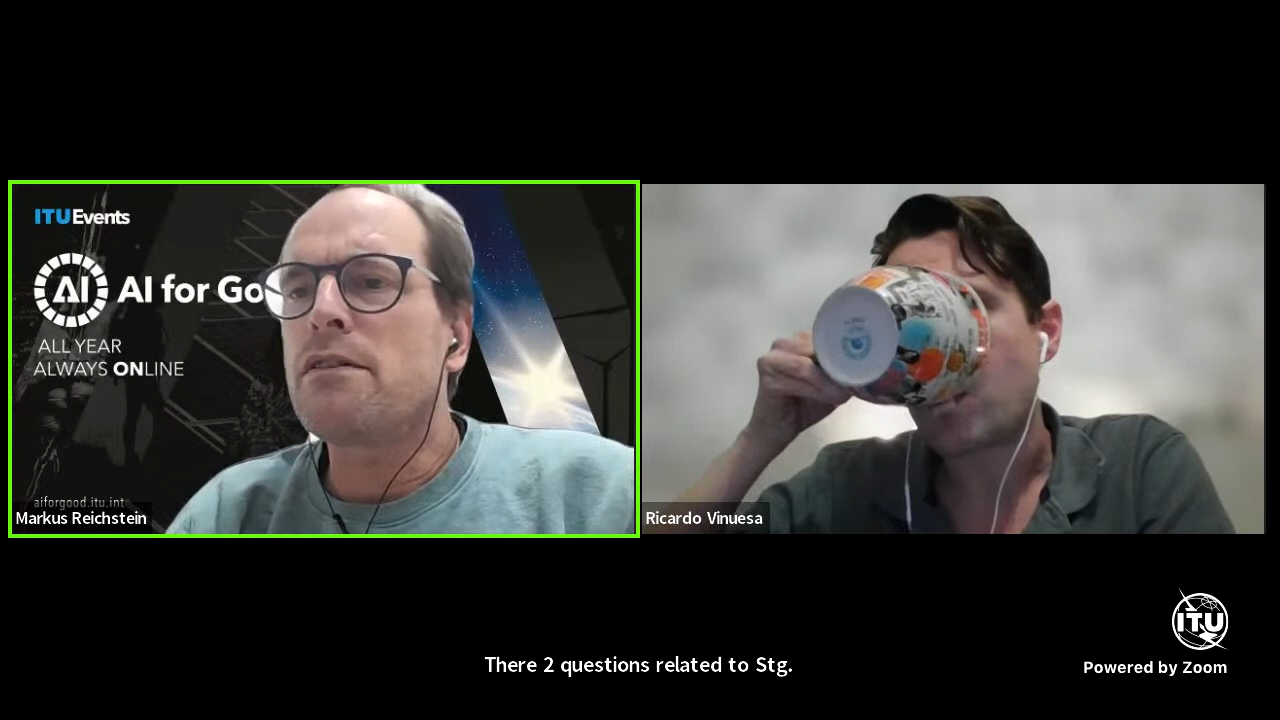 ITUEvents
AI
AI for Go
ALL YEAR
ALWAYS ONLINE
aiforgood.itu.int
Markus Reichstein
Ricardo Vinuesa
There 2 questions related to Stg.
ITU
Powered by Zoom